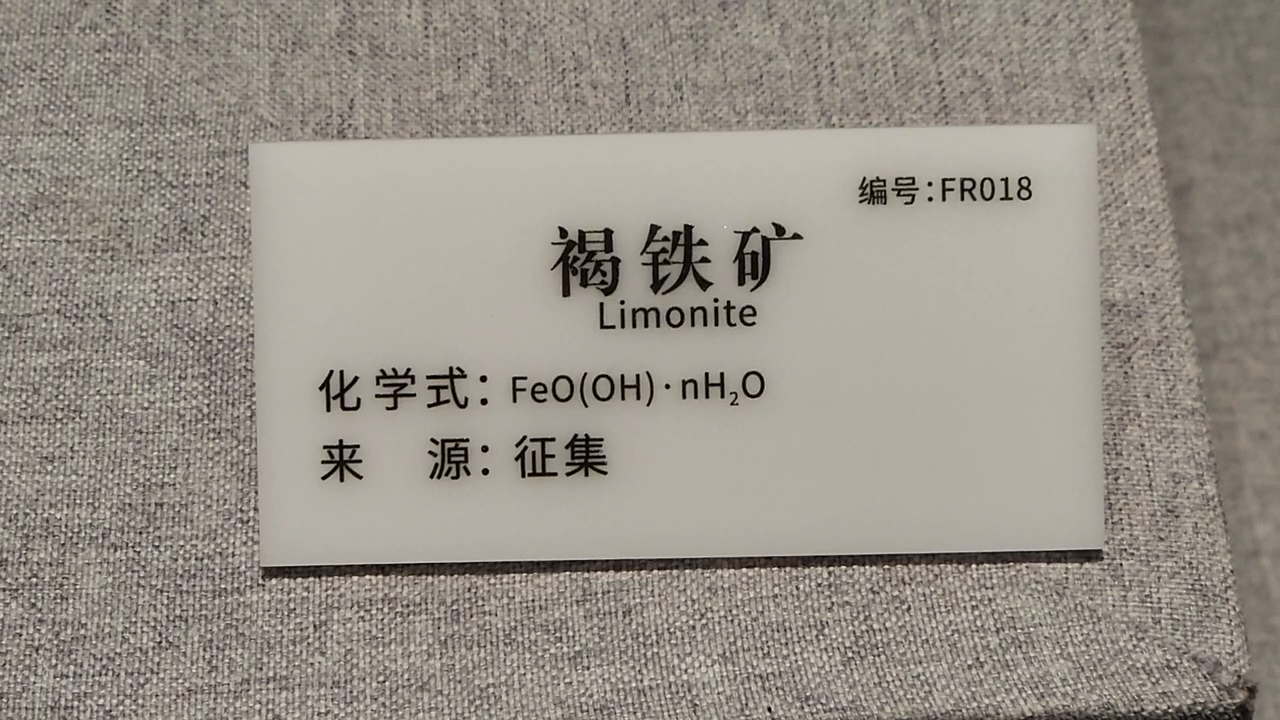 编号:FR018
褐铁矿
Limonite
化学式: FeO(OH)·nH₂O
来 源: 征集